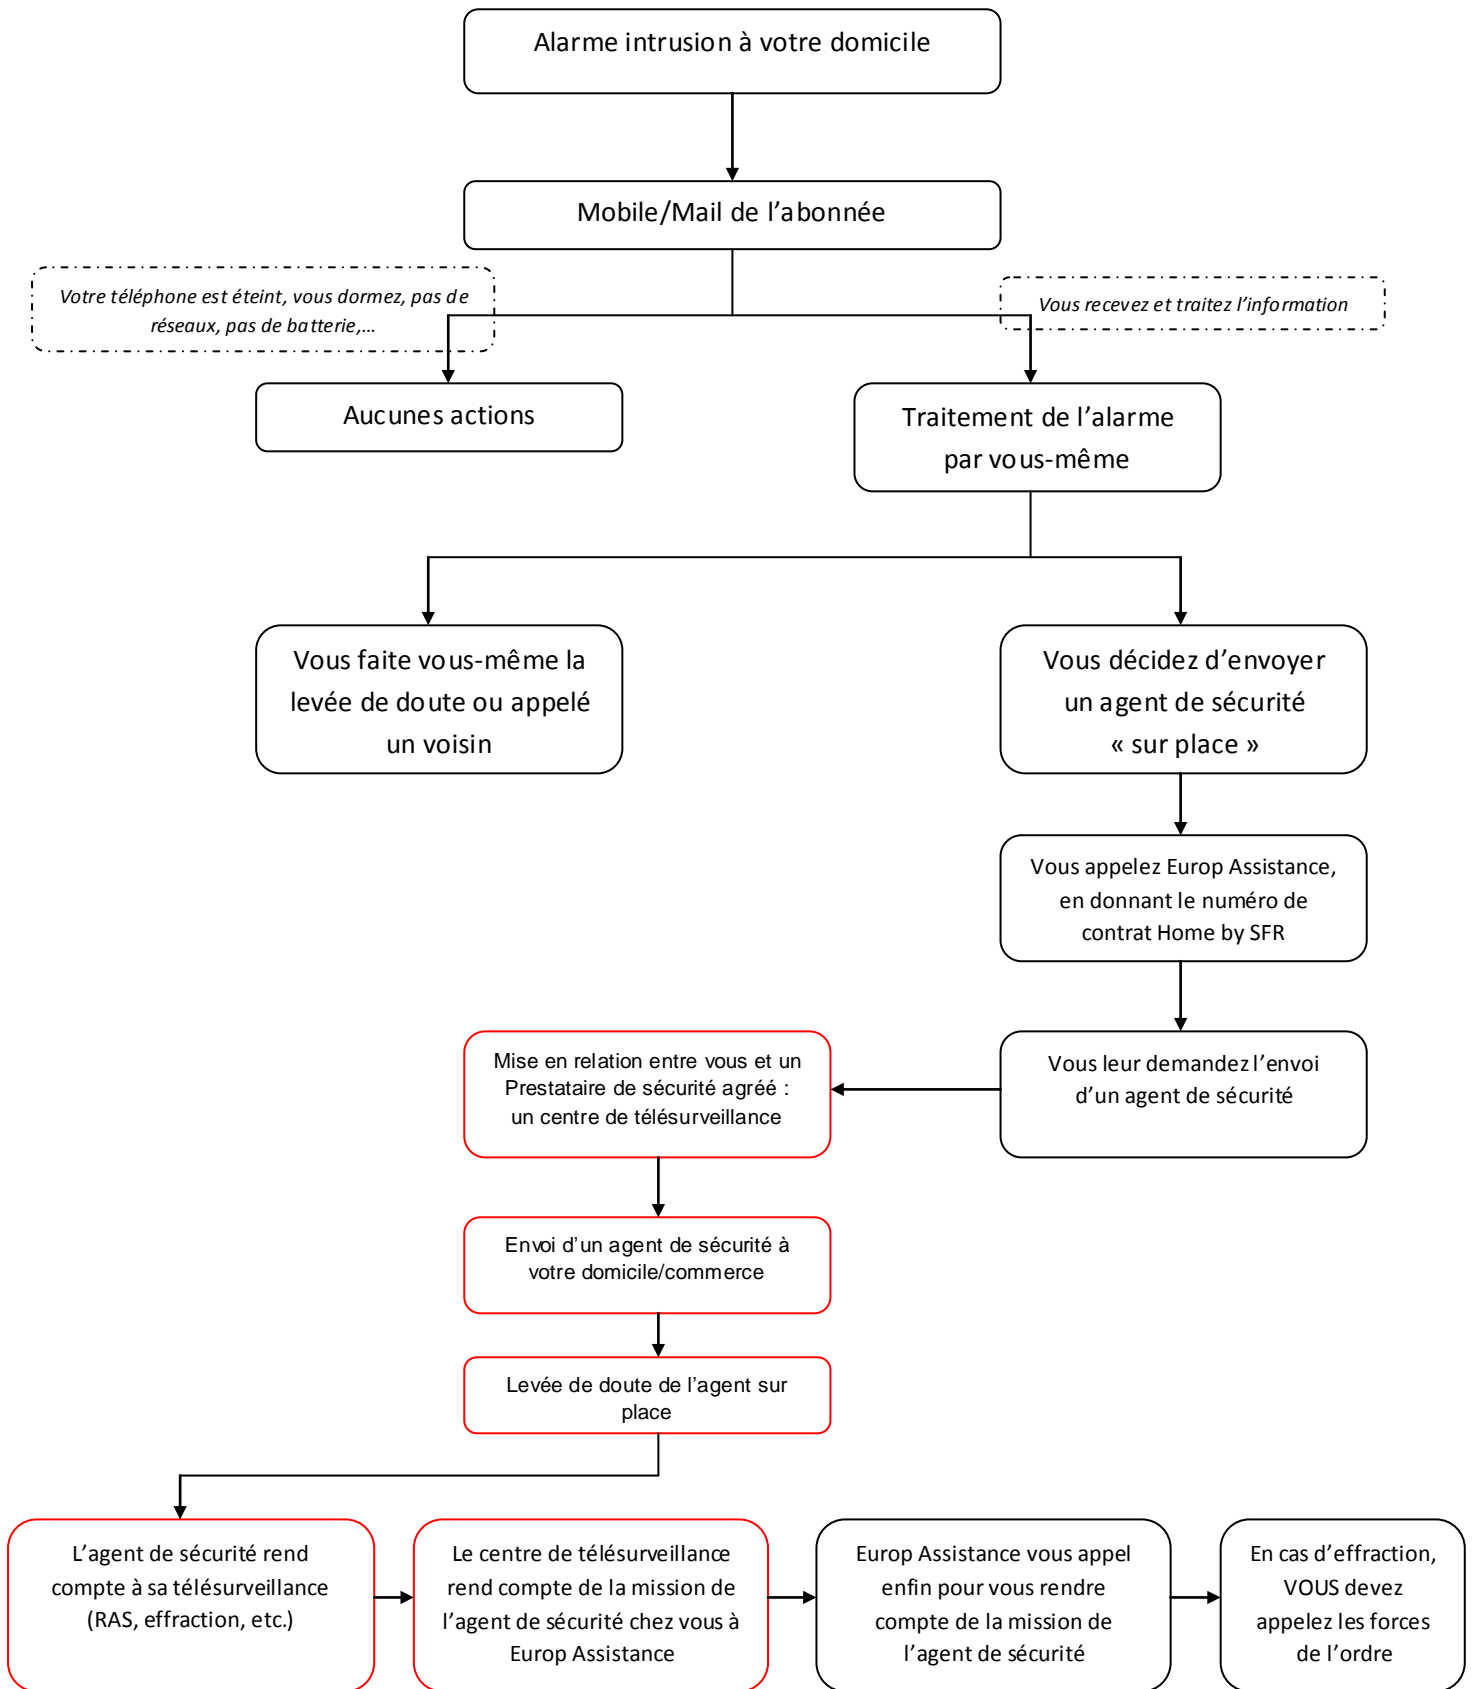 Alarme intrusion à votre domicile
Mobile/Mail de l’abonnée
Votre téléphone est éteint, vous dormez, pas de
réseaux, pas de batterie,...
Vous recevez et traitez l’information
Aucunes actions
Traitement de l’alarme
par vous-même
Vous faite vous-même la
levée de doute ou appelé
un voisin
Vous décidez d’envoyer
un agent de sécurité
« sur place »
Vous appelez Europ Assistance,
en donnant le numéro de
contrat Home by SFR
Vous leur demandez l’envoi
d’un agent de sécurité
Mise en relation entre vous et un
Prestataire de sécurité agréé :
un centre de télésurveillance
Envoi d’un agent de sécurité à
votre domicile/commerce
Levée de doute de l’agent sur
place
L’agent de sécurité rend
compte à sa télésurveillance
(RAS, effraction, etc.)
Le centre de télésurveillance
rend compte de la mission de
l’agent de sécurité chez vous à
Europ Assistance
Europ Assistance vous appel
enfin pour vous rendre
compte de la mission de
l’agent de sécurité
En cas d’effraction,
VOUS devez
appelez les forces
de l’ordre